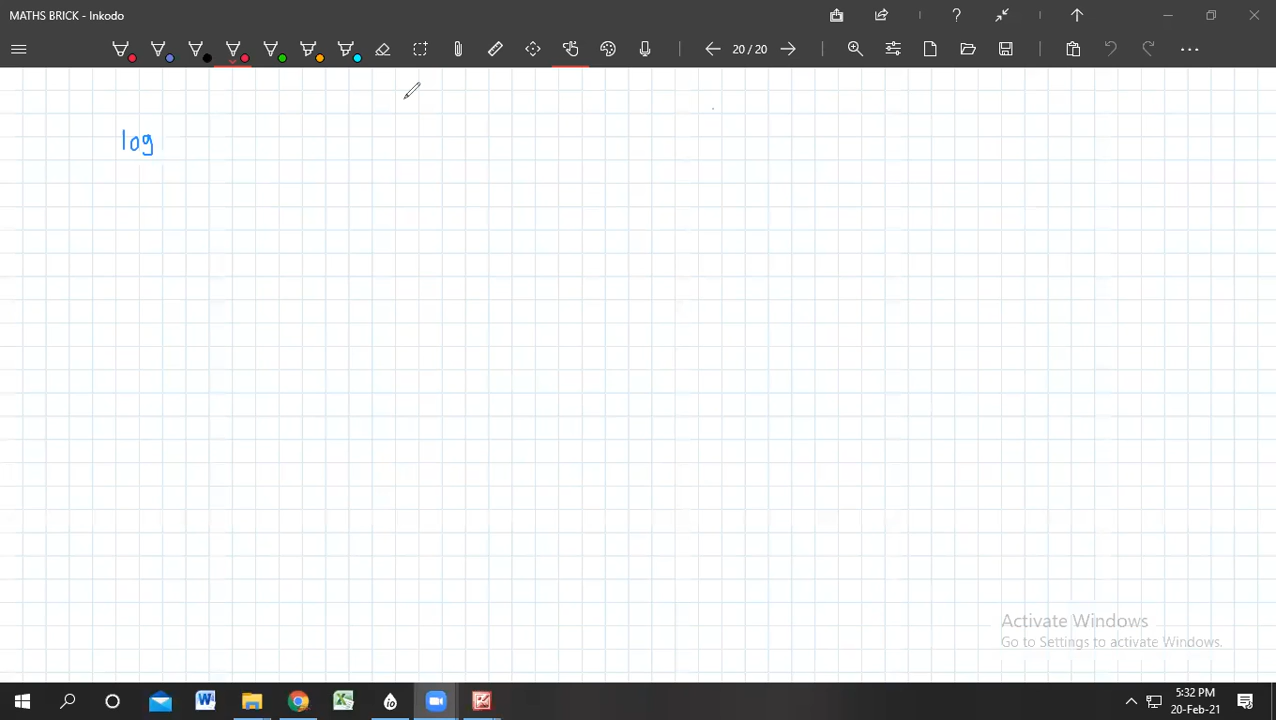 MATHS BRICK - Inkodo
20 / 20
log
Activate Windows
Go to Settings to activate Windows.
5:32 PM
20-Feb-21